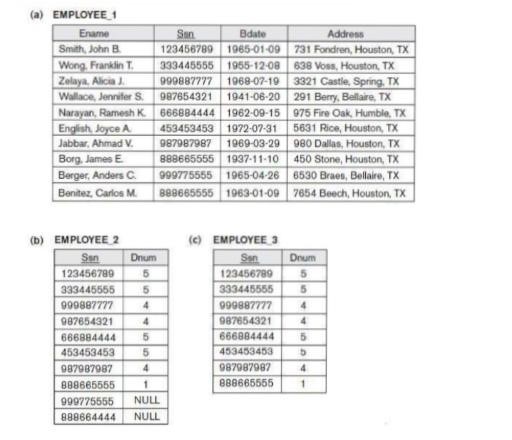 (a) EMPLOYEE_1
Ename Ssn Bdate Address
Smith, John B. 123456789 1965-01-09 731 Fondren, Houston, TX
Wong, Franklin T. 333445555 1955-12-08 638 Voss, Houston, TX
Zelaya, Alicia J. 999887777 1968-07-19 3321 Castle, Spring, TX
Wallace, Jennifer S. 987654321 1941-06-20 291 Berry, Bellaire, TX
Narayan, Ramesh K. 666884444 1962-09-15 975 Fire Oak, Humble, TX
English, Joyce A. 453453453 1972-07-31 5631 Rice, Houston, TX
Jabbar, Ahmad V. 987987987 1969-03-29 980 Dallas, Houston, TX
Borg, James E. 888665555 1937-11-10 450 Stone, Houston, TX
Berger, Anders C. 999775555 1965-04-26 6530 Braes, Bellaire, TX
Benitez, Carlos M. 888665555 1963-01-09 7654 Beech, Houston, TX
(b) EMPLOYEE_2
Ssn Dnum
123456789 5
333445555 5
999887777 4
987654321 4
666884444 5
453453453 5
987987987 4
888665555 1
999775555 NULL
888664444 NULL
(c) EMPLOYEE_3
Ssn Dnum
123456789 5
333445555 5
999887777 4
987654321 4
666884444 5
453453453 5
987987987 4
888665555 1